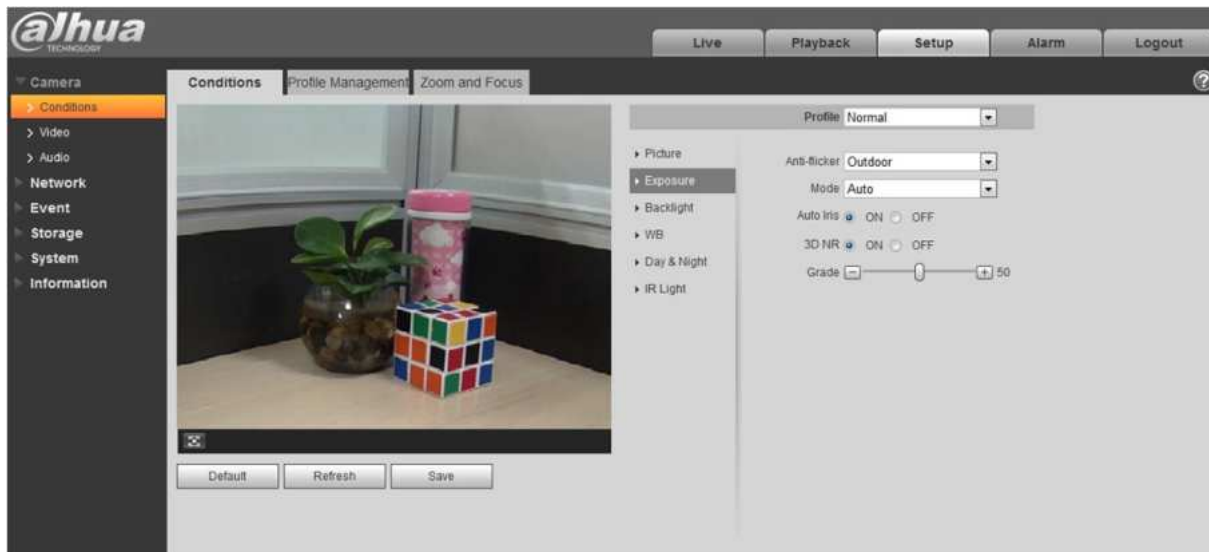 alhua
TECHNOLOGY
Live
Playback
Setup
Alarm
Logout
Camera
Conditions
Video
Audio
Network
Event
Storage
System
Information
Conditions
Profile Management
Zoom and Focus
?
Profile Normal
Picture
Exposure
Backlight
WB
Day & Night
IR Light
Anti-flicker Outdoor
Mode Auto
Auto Iris ON OFF
3D NR ON OFF
Grade 50
Default
Refresh
Save